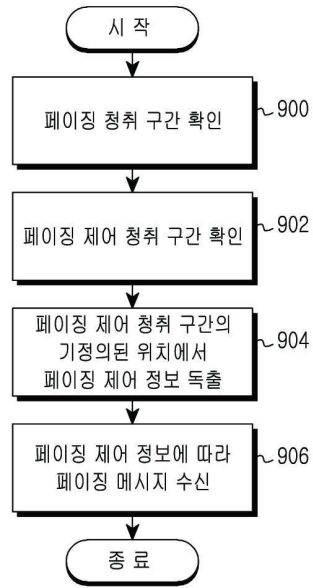 시 작
페이징 청취 구간 확인
900
페이징 제어 청취 구간 확인
902
페이징 제어 청취 구간의
기정의된 위치에서
페이징 제어 정보 독출
904
페이징 제어 정보에 따라
페이징 메시지 수신
906
종 료